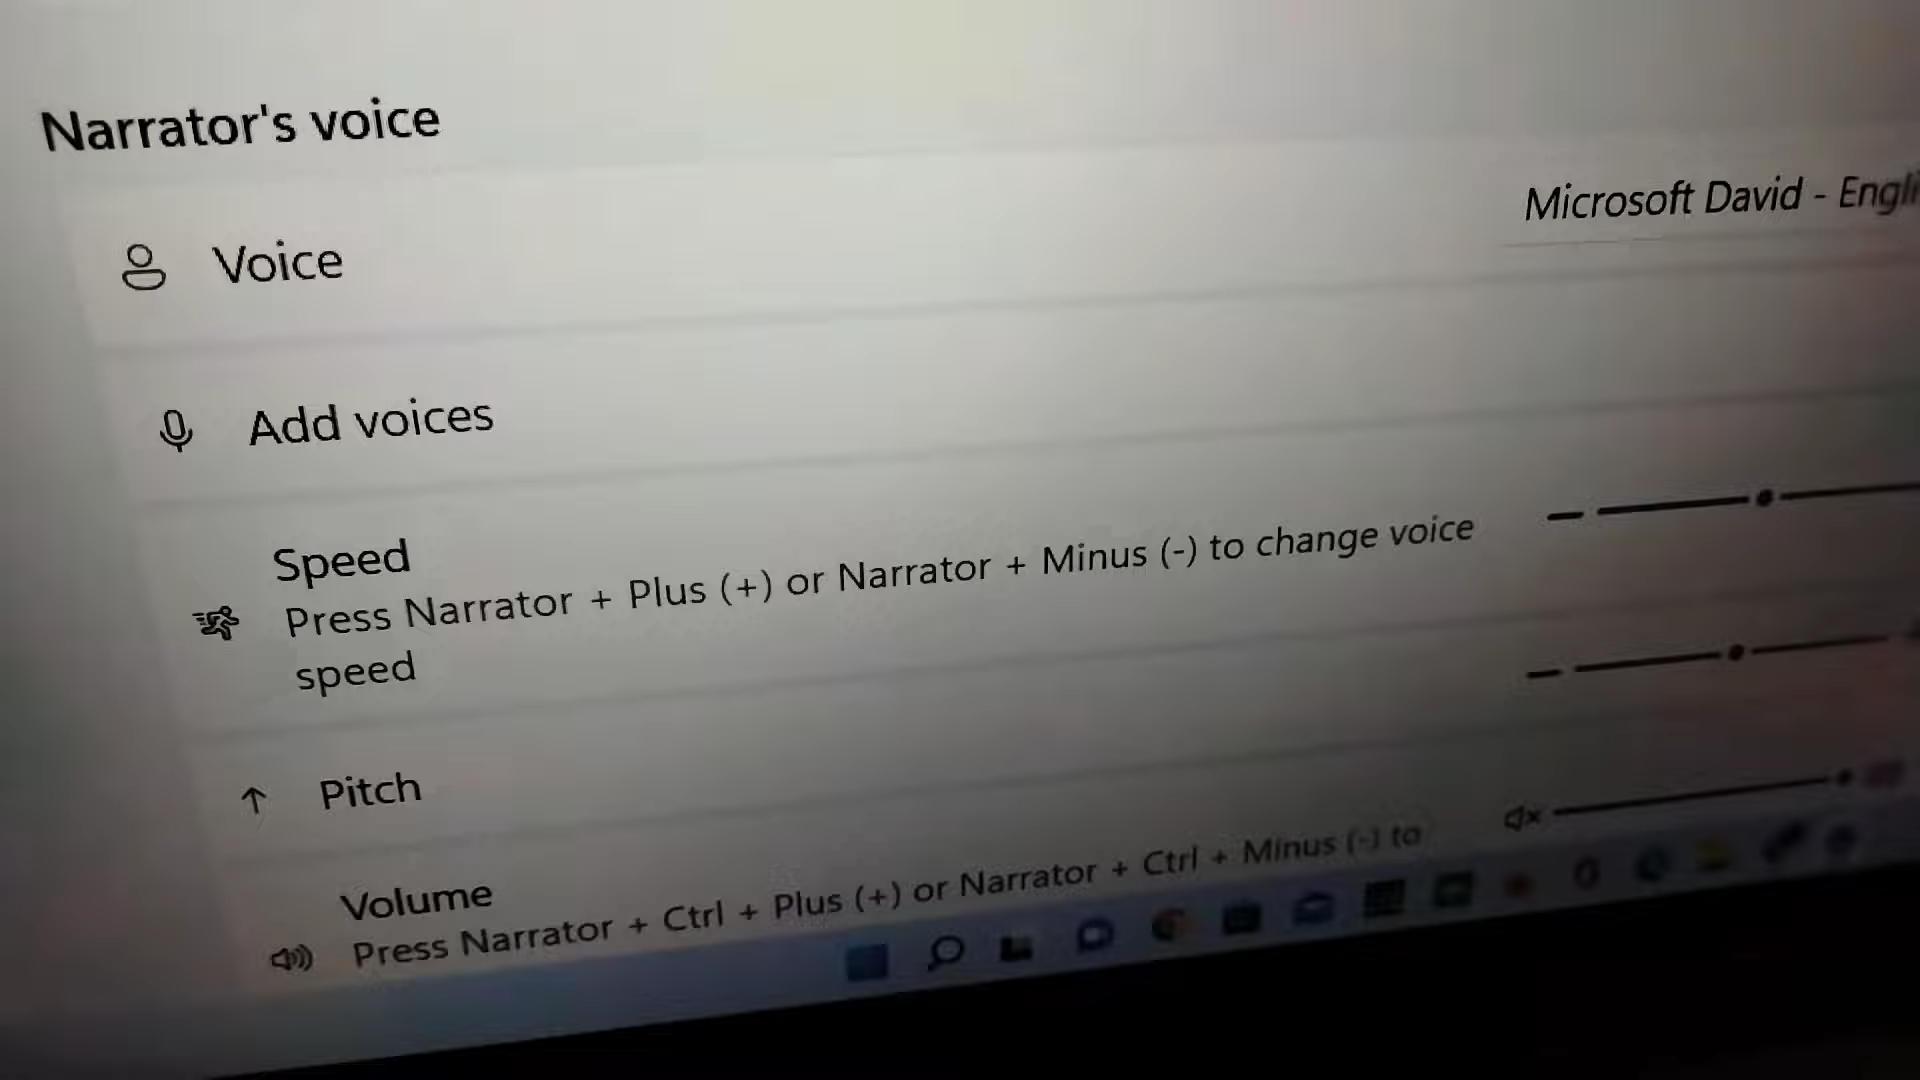 Narrator's voice
Voice
Microsoft David - Engli
Add voices
Speed
Press Narrator + Plus (+) or Narrator + Minus (-) to change voice
speed
Pitch
Volume
Press Narrator + Ctrl + Plus (+) or Narrator + Ctrl + Minus (-) to